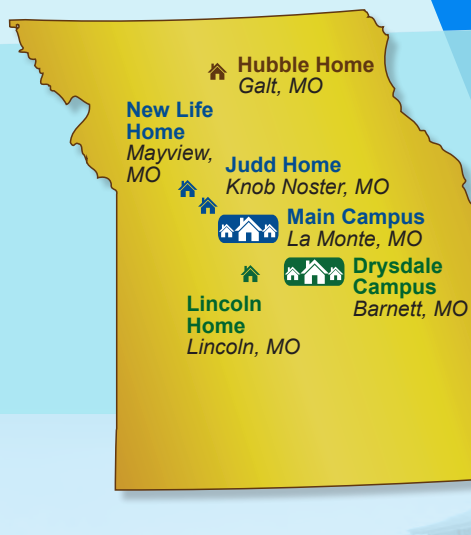 Hubble Home
Galt, MO
New Life
Home
Mayview,
MO
Judd Home
Knob Noster, MO
Main Campus
La Monte, MO
Drysdale
Campus
Barnett, MO
Lincoln
Home
Lincoln, MO